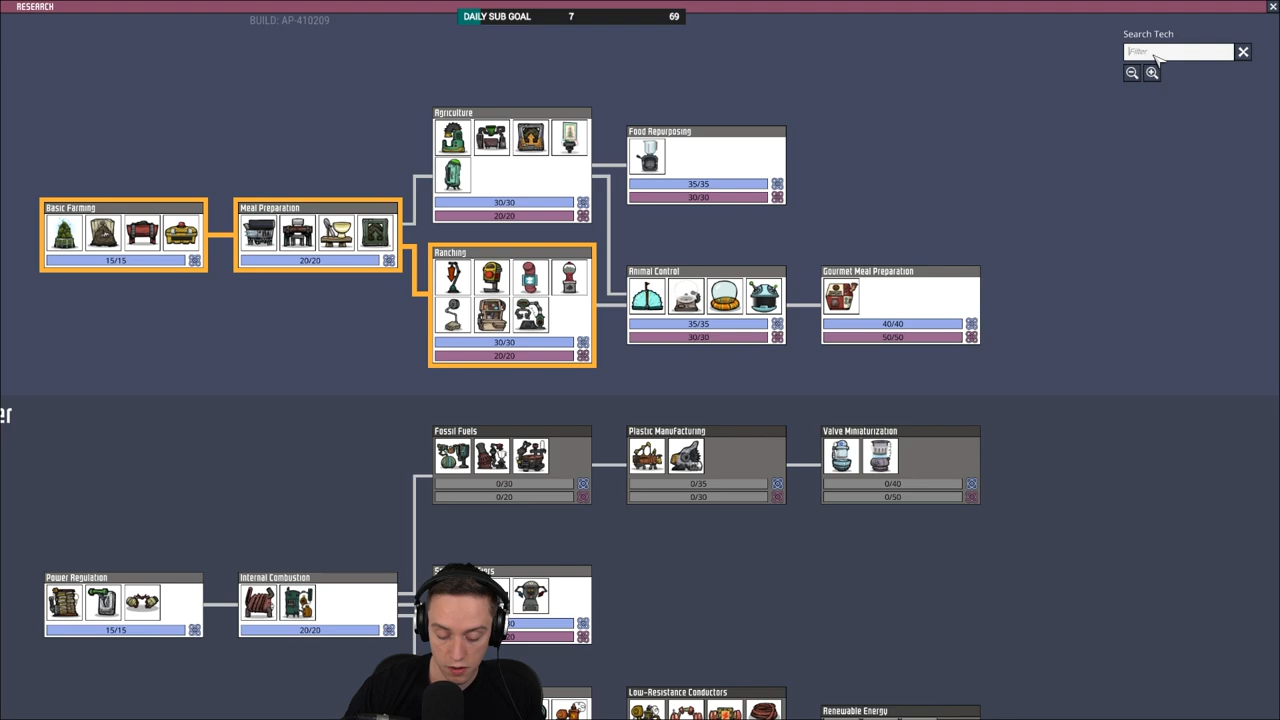 RESEARCH
BUILD: AP-410209
DAILY SUB GOAL 7 69
Search Tech
Filter
Agriculture
30/30
20/20
Food Repurposing
35/35
30/30
Basic Farming
15/15
Meal Preparation
20/20
Ranching
30/30
20/20
Animal Control
35/35
30/30
Gourmet Meal Preparation
40/40
50/50
er
Fossil Fuels
0/30
0/20
Plastic Manufacturing
0/35
0/30
Valve Miniaturization
0/40
0/50
Power Regulation
15/15
Internal Combustion
20/20
Low-Resistance Conductors
Renewable Energy